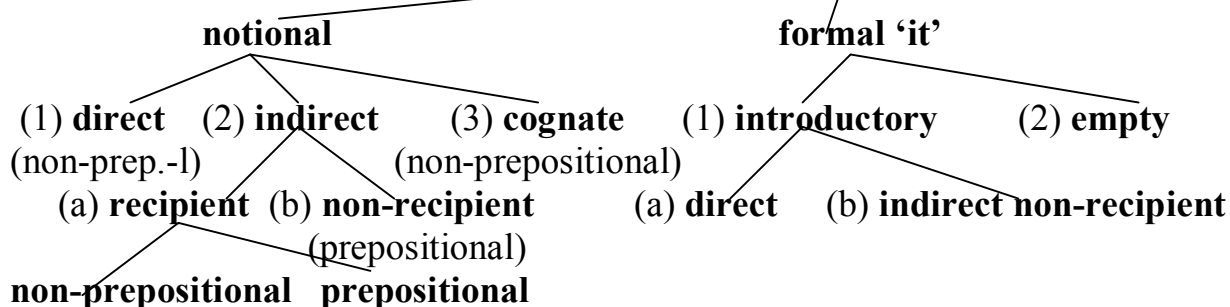 notional formal ‘it’
(1) direct (2) indirect (3) cognate (1) introductory (2) empty
(non-prep.-l) (non-prepositional)
(a) recipient (b) non-recipient (a) direct (b) indirect non-recipient
(prepositional)
non-prepositional prepositional